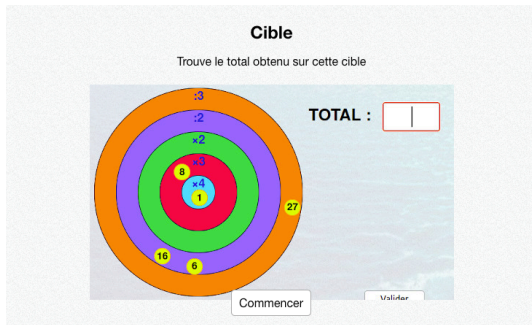 Cible
Trouve le total obtenu sur cette cible
:3
TOTAL :
:2
×2
×3
8
×4
1
27
16
6
Valider
Commencer